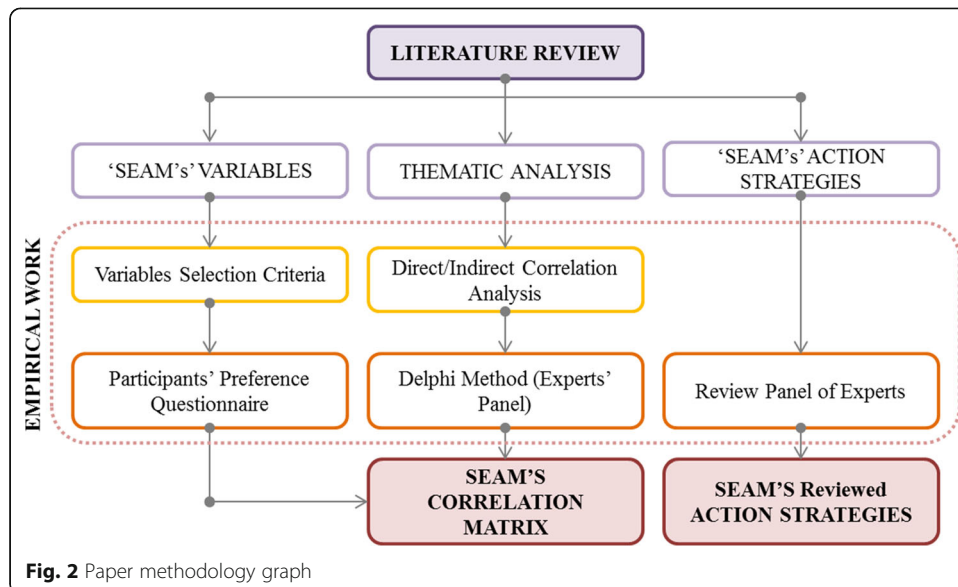 LITERATURE REVIEW
'SEAM's' VARIABLES
THEMATIC ANALYSIS
'SEAM's' ACTION
STRATEGIES
EMPIRICAL WORK
Variables Selection Criteria
Direct/Indirect Correlation
Analysis
Participants' Preference
Questionnaire
Delphi Method (Experts'
Panel)
Review Panel of Experts
SEAM'S
CORRELATION
MATRIX
SEAM'S Reviewed
ACTION STRATEGIES
Fig. 2 Paper methodology graph